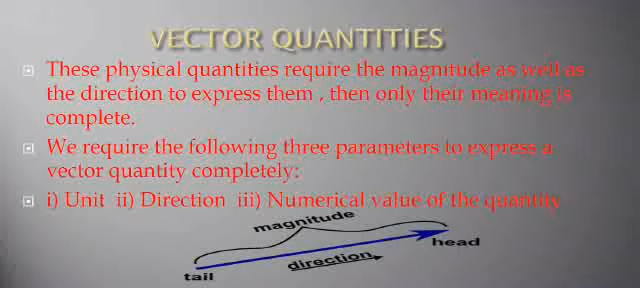 VECTOR QUANTITIES
These physical quantities require the magnitude as well as
the direction to express them , then only their meaning is
complete.
We require the following three parameters to express a
vector quantity completely:
i) Unit ii) Direction iii) Numerical value of the quantity
magnitude
head
direction
tail